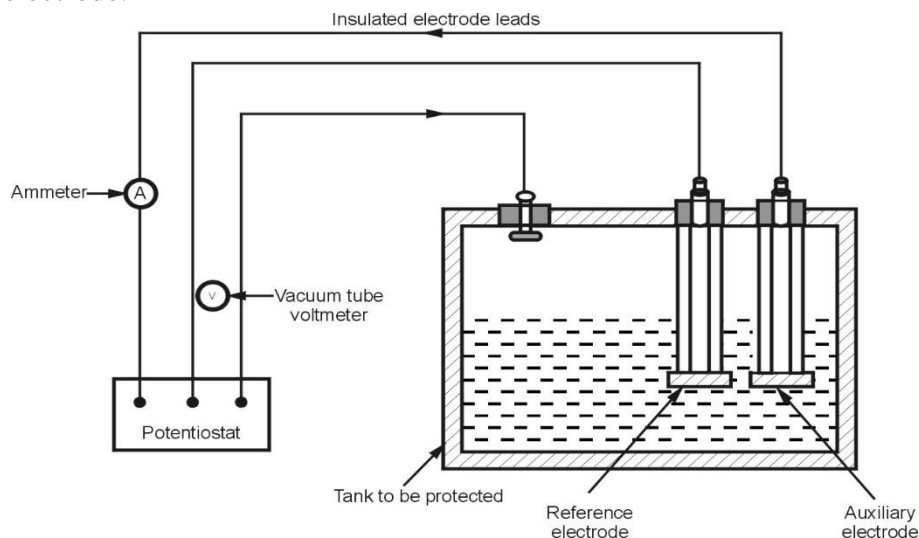 Insulated electrode leads
Ammeter
A
V
Vacuum tube
voltmeter
Potentiostat
Tank to be protected
Reference
electrode
Auxiliary
electrode